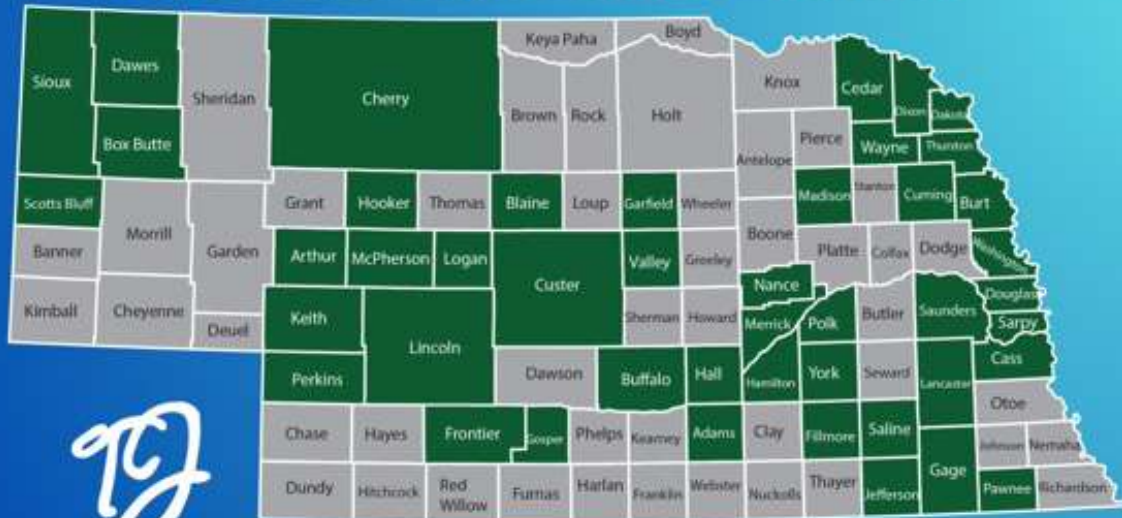 Keya Paha
Boyd
Sioux
Dawes
Sheridan
Cherry
Brown
Rock
Holt
Knox
Cedar
Dixon
Dakota
Box Butte
Antelope
Pierce
Wayne
Thurston
Scotts Bluff
Morrill
Garden
Grant
Hooker
Thomas
Blaine
Loup
Garfield
Wheeler
Madison
Stanton
Cuming
Burt
Banner
Arthur
McPherson
Logan
Custer
Valley
Greeley
Boone
Platte
Colfax
Dodge
Washington
Kimball
Cheyenne
Deuel
Keith
Lincoln
Sherman
Howard
Nance
Merrick
Polk
Butler
Saunders
Douglas
Sarpy
Perkins
Dawson
Buffalo
Hall
Hamilton
York
Seward
Lancaster
Cass
Otoe
Chase
Hayes
Frontier
Gosper
Phelps
Kearney
Adams
Clay
Fillmore
Saline
Gage
Johnson
Nemaha
Dundy
Hitchcock
Red
Willow
Furnas
Harlan
Franklin
Webster
Nuckolls
Thayer
Jefferson
Pawnee
Richardson